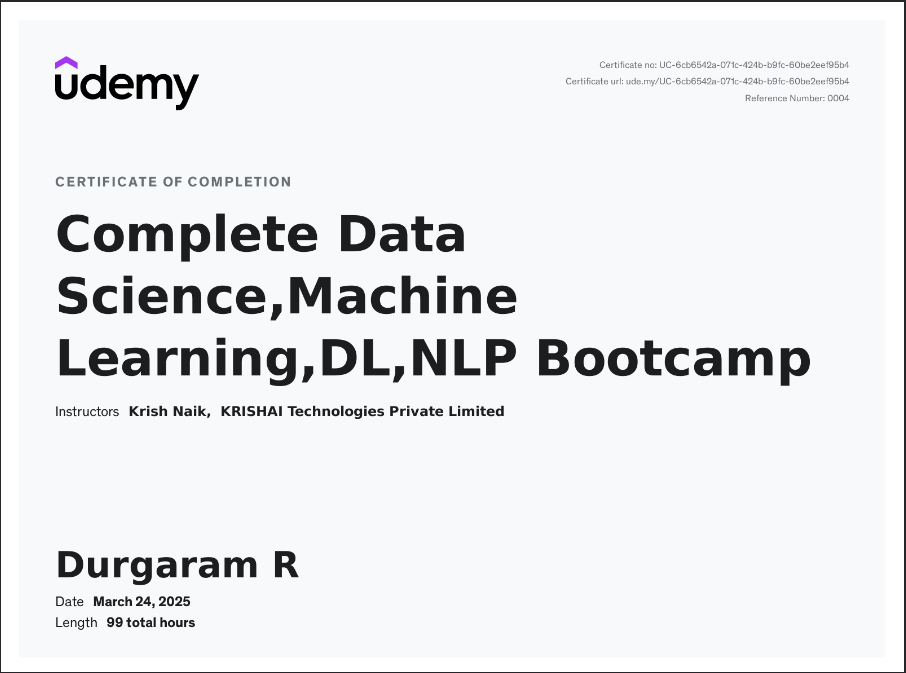 udemy
Certificate no: UC-6cb6542a-071c-424b-b9fc-60be2eef95b4
Certificate url: ude.my/UC-6cb6542a-071c-424b-b9fc-60be2eef95b4
Reference Number: 0004
CERTIFICATE OF COMPLETION
Complete Data
Science,Machine
Learning,DL,NLP Bootcamp
Instructors Krish Naik, KRISHAI Technologies Private Limited
Durgaram R
Date March 24, 2025
Length 99 total hours